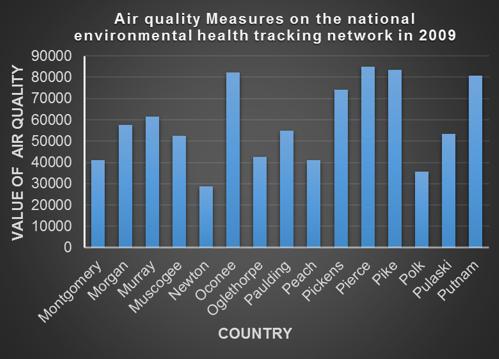 Air quality Measures on the national
environmental health tracking network in 2009
VALUE OF AIR QUALITY
90000
80000
70000
60000
50000
40000
30000
20000
10000
0
Montgomery
Morgan
Murray
Muscogee
Newton
Oconee
Oglethorpe
Paulding
Peach
Pickens
Pierce
Pike
Polk
Pulaski
Putnam
COUNTRY